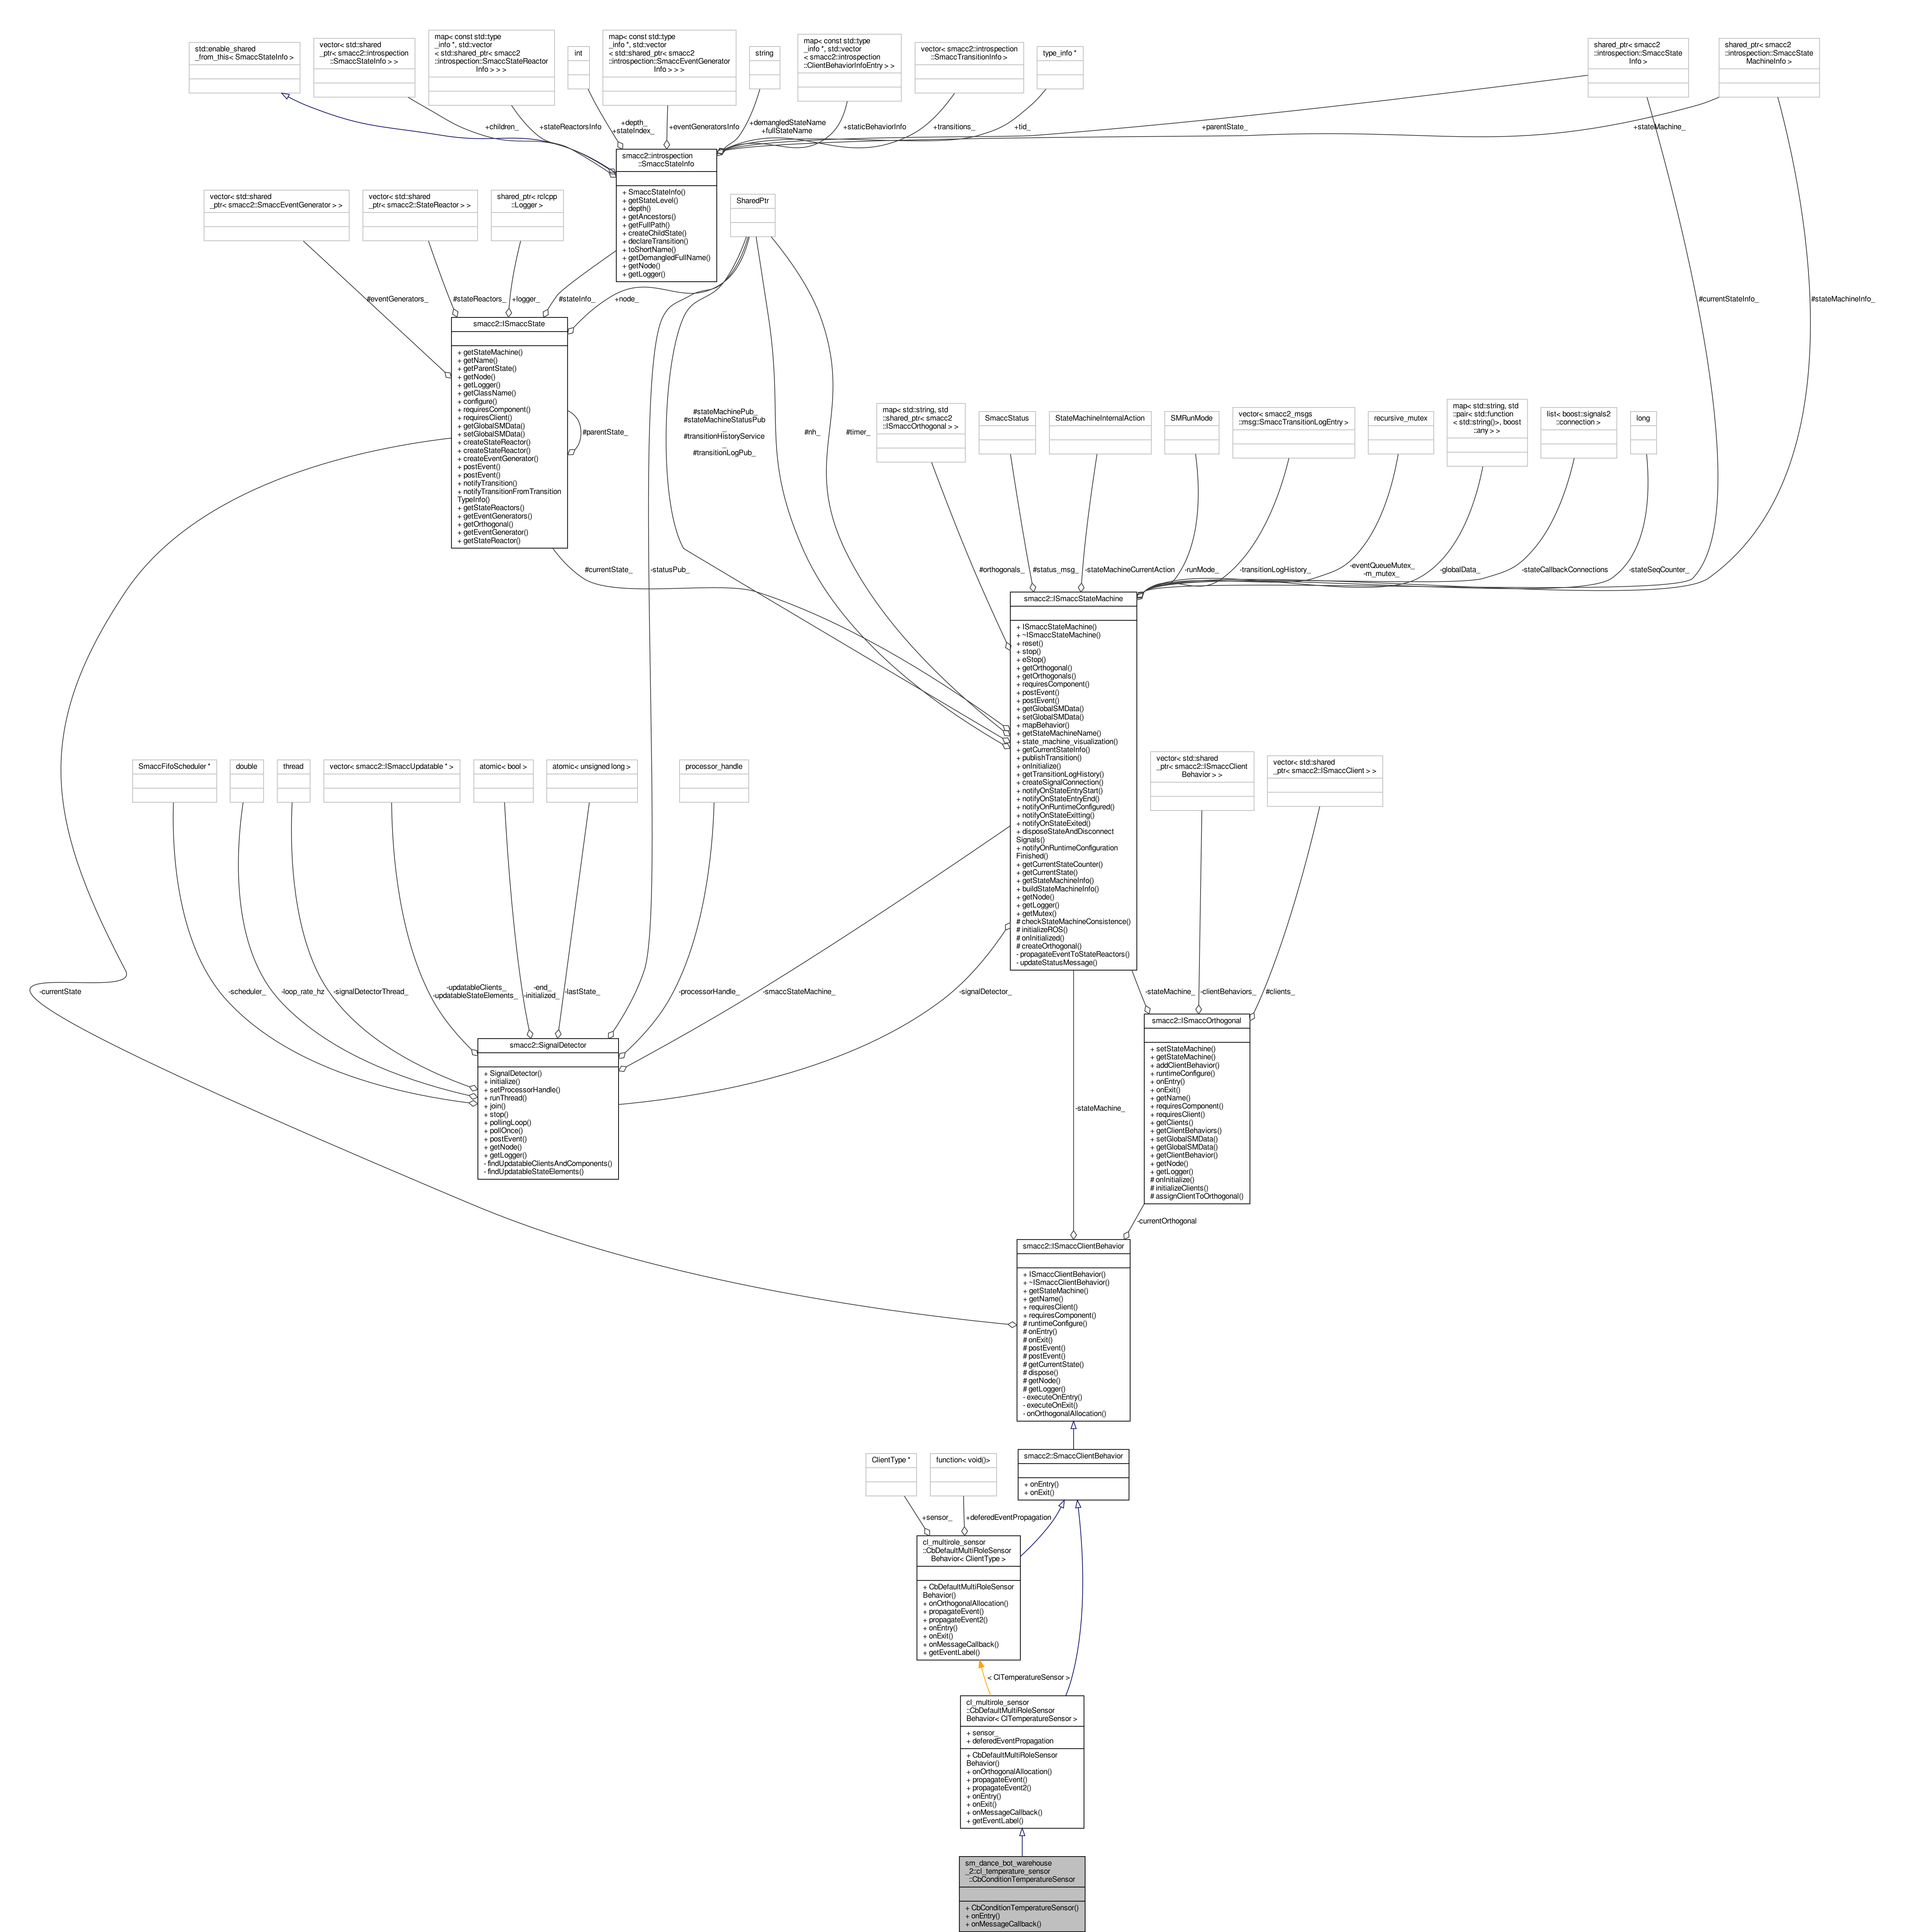 std::enable_shared
_from_this< SmaccStateInfo >
vector< std::shared
_ptr< smacc2::introspection
::SmaccStateInfo > >
map< const std::type
_info *, std::vector
< std::shared_ptr< smacc2
::introspection::SmaccStateReactor
Info > > >
int
map< const std::type
_info *, std::vector
< std::shared_ptr< smacc2
::introspection::SmaccEventGenerator
Info > > >
string
map< const std::type
_info *, std::vector
< smacc2::introspection
::ClientBehaviorInfoEntry > >
vector< smacc2::introspection
::SmaccTransitionInfo >
type_info *
shared_ptr< smacc2
::introspection::SmaccState
Info >
shared_ptr< smacc2
::introspection::SmaccState
MachineInfo >
+children_
+stateReactorsInfo
+depth_
+stateIndex_
+eventGeneratorsInfo
+demangledStateName
+fullStateName
+staticBehaviorInfo
+transitions_
+tid_
+parentState_
+stateMachine_
smacc2::introspection
::SmaccStateInfo
+ SmaccStateInfo()
+ getStateLevel()
+ depth()
+ getAncestors()
+ getFullPath()
+ createChildState()
+ declareTransition()
+ toShortName()
+ getDemangledFullName()
+ getNode()
+ getLogger()
vector< std::shared
_ptr< smacc2::SmaccEventGenerator > >
vector< std::shared
_ptr< smacc2::StateReactor > >
shared_ptr< rclcpp
::Logger >
SharedPtr
#eventGenerators_
#stateReactors_
+logger_
#stateInfo_
+node_
#currentStateInfo_
#stateMachineInfo_
smacc2::ISmaccState
+ getStateMachine()
+ getName()
+ getParentState()
+ getNode()
+ getLogger()
+ getClassName()
+ configure()
+ requiresComponent()
+ requiresClient()
+ getGlobalSMData()
+ setGlobalSMData()
+ createStateReactor()
+ createStateReactor()
+ createEventGenerator()
+ postEvent()
+ postEvent()
+ notifyTransition()
+ notifyTransitionFromTransition
TypeInfo()
+ getStateReactors()
+ getEventGenerators()
+ getOrthogonal()
+ getEventGenerator()
+ getStateReactor()
#parentState_
#stateMachinePub_
#stateMachineStatusPub
_
#transitionHistoryService
_
#transitionLogPub_
#nh_
#timer_
map< std::string, std
::shared_ptr< smacc2
::ISmaccOrthogonal > >
SmaccStatus
StateMachineInternalAction
SMRunMode
vector< smacc2_msgs
::msg::SmaccTransitionLogEntry >
recursive_mutex
map< std::string, std
::pair< std::function
< std::string()>, boost
::any > >
list< boost::signals2
::connection >
long
#currentState_
-statusPub_
#orthogonals_
#status_msg_
-stateMachineCurrentAction
-runMode_
-transitionLogHistory_
-eventQueueMutex_
-m_mutex_
-globalData_
-stateCallbackConnections
-stateSeqCounter_
smacc2::ISmaccStateMachine
+ ISmaccStateMachine()
+ ~ISmaccStateMachine()
+ reset()
+ stop()
+ eStop()
+ getOrthogonal()
+ getOrthogonals()
+ requiresComponent()
+ postEvent()
+ postEvent()
+ getGlobalSMData()
+ setGlobalSMData()
+ mapBehavior()
+ getStateMachineName()
+ state_machine_visualization()
+ getCurrentStateInfo()
+ publishTransition()
+ onInitialize()
+ getTransitionLogHistory()
+ createSignalConnection()
+ notifyOnStateEntryStart()
+ notifyOnStateEntryEnd()
+ notifyOnRuntimeConfigured()
+ notifyOnStateExitting()
+ notifyOnStateExited()
+ disposeStateAndDisconnect
Signals()
+ notifyOnRuntimeConfiguration
Finished()
+ getCurrentStateCounter()
+ getCurrentState()
+ getStateMachineInfo()
+ buildStateMachineInfo()
+ getNode()
+ getLogger()
+ getMutex()
# checkStateMachineConsistence()
# initializeROS()
# onInitialized()
# createOrthogonal()
- propagateEventToStateReactors()
- updateStatusMessage()
SmaccFifoScheduler *
double
thread
vector< smacc2::ISmaccUpdatable * >
atomic< bool >
atomic< unsigned long >
processor_handle
vector< std::shared
_ptr< smacc2::ISmaccClient
Behavior > >
vector< std::shared
_ptr< smacc2::ISmaccClient > >
-currentState
-scheduler_
-loop_rate_hz
-signalDetectorThread_
-updatableClients_
-updatableStateElements_
-end_
-initialized_
-lastState_
-processorHandle_
-smaccStateMachine_
-signalDetector_
-stateMachine_
-clientBehaviors_
#clients_
smacc2::SignalDetector
+ SignalDetector()
+ initialize()
+ setProcessorHandle()
+ runThread()
+ join()
+ stop()
+ pollingLoop()
+ pollOnce()
+ postEvent()
+ getNode()
+ getLogger()
- findUpdatableClientsAndComponents()
- findUpdatableStateElements()
smacc2::ISmaccOrthogonal
+ setStateMachine()
+ getStateMachine()
+ addClientBehavior()
+ runtimeConfigure()
+ onEntry()
+ onExit()
+ getName()
+ requiresComponent()
+ requiresClient()
+ getClients()
+ getClientBehaviors()
+ setGlobalSMData()
+ getGlobalSMData()
+ getClientBehavior()
+ getNode()
+ getLogger()
# onInitialize()
# initializeClients()
# assignClientToOrthogonal()
-stateMachine_
-currentOrthogonal
smacc2::ISmaccClientBehavior
+ ISmaccClientBehavior()
+ ~ISmaccClientBehavior()
+ getStateMachine()
+ getName()
+ requiresClient()
+ requiresComponent()
# runtimeConfigure()
# onEntry()
# onExit()
# postEvent()
# postEvent()
# getCurrentState()
# dispose()
# getNode()
# getLogger()
- executeOnEntry()
- executeOnExit()
- onOrthogonalAllocation()
ClientType *
function< void()>
smacc2::SmaccClientBehavior
+ onEntry()
+ onExit()
+sensor_
+deferedEventPropagation
cl_multirole_sensor
::CbDefaultMultiRoleSensor
Behavior< ClientType >
+ CbDefaultMultiRoleSensor
Behavior()
+ onOrthogonalAllocation()
+ propagateEvent()
+ propagateEvent2()
+ onEntry()
+ onExit()
+ onMessageCallback()
+ getEventLabel()
< ClTemperatureSensor >
cl_multirole_sensor
::CbDefaultMultiRoleSensor
Behavior< ClTemperatureSensor >
+ sensor_
+ deferedEventPropagation
+ CbDefaultMultiRoleSensor
Behavior()
+ onOrthogonalAllocation()
+ propagateEvent()
+ propagateEvent2()
+ onEntry()
+ onExit()
+ onMessageCallback()
+ getEventLabel()
sm_dance_bot_warehouse
_2::cl_temperature_sensor
::CbConditionTemperatureSensor
+ CbConditionTemperatureSensor()
+ onEntry()
+ onMessageCallback()